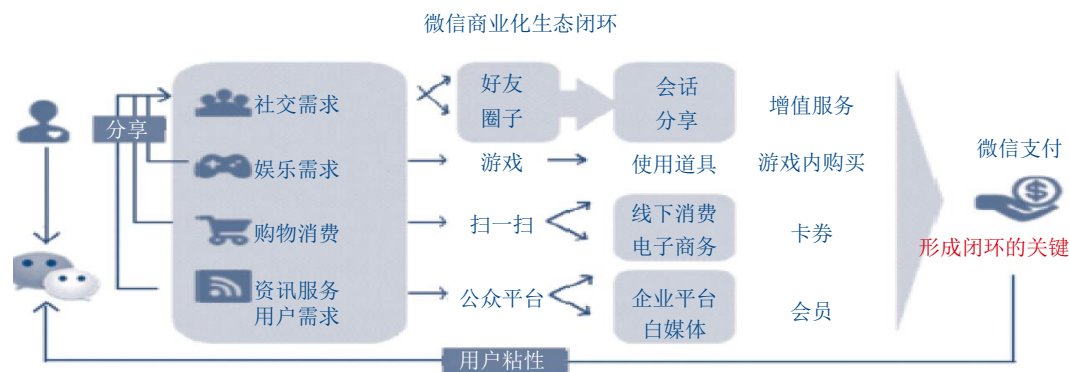 微信商业化生态闭环
分享
社交需求
好友
圈子
会话
分享
增值服务
娱乐需求
游戏
使用道具
游戏内购买
购物消费
扫一扫
线下消费
电子商务
卡券
资讯服务
用户需求
公众平台
企业平台
白媒体
会员
微信支付
形成闭环的关键
用户粘性